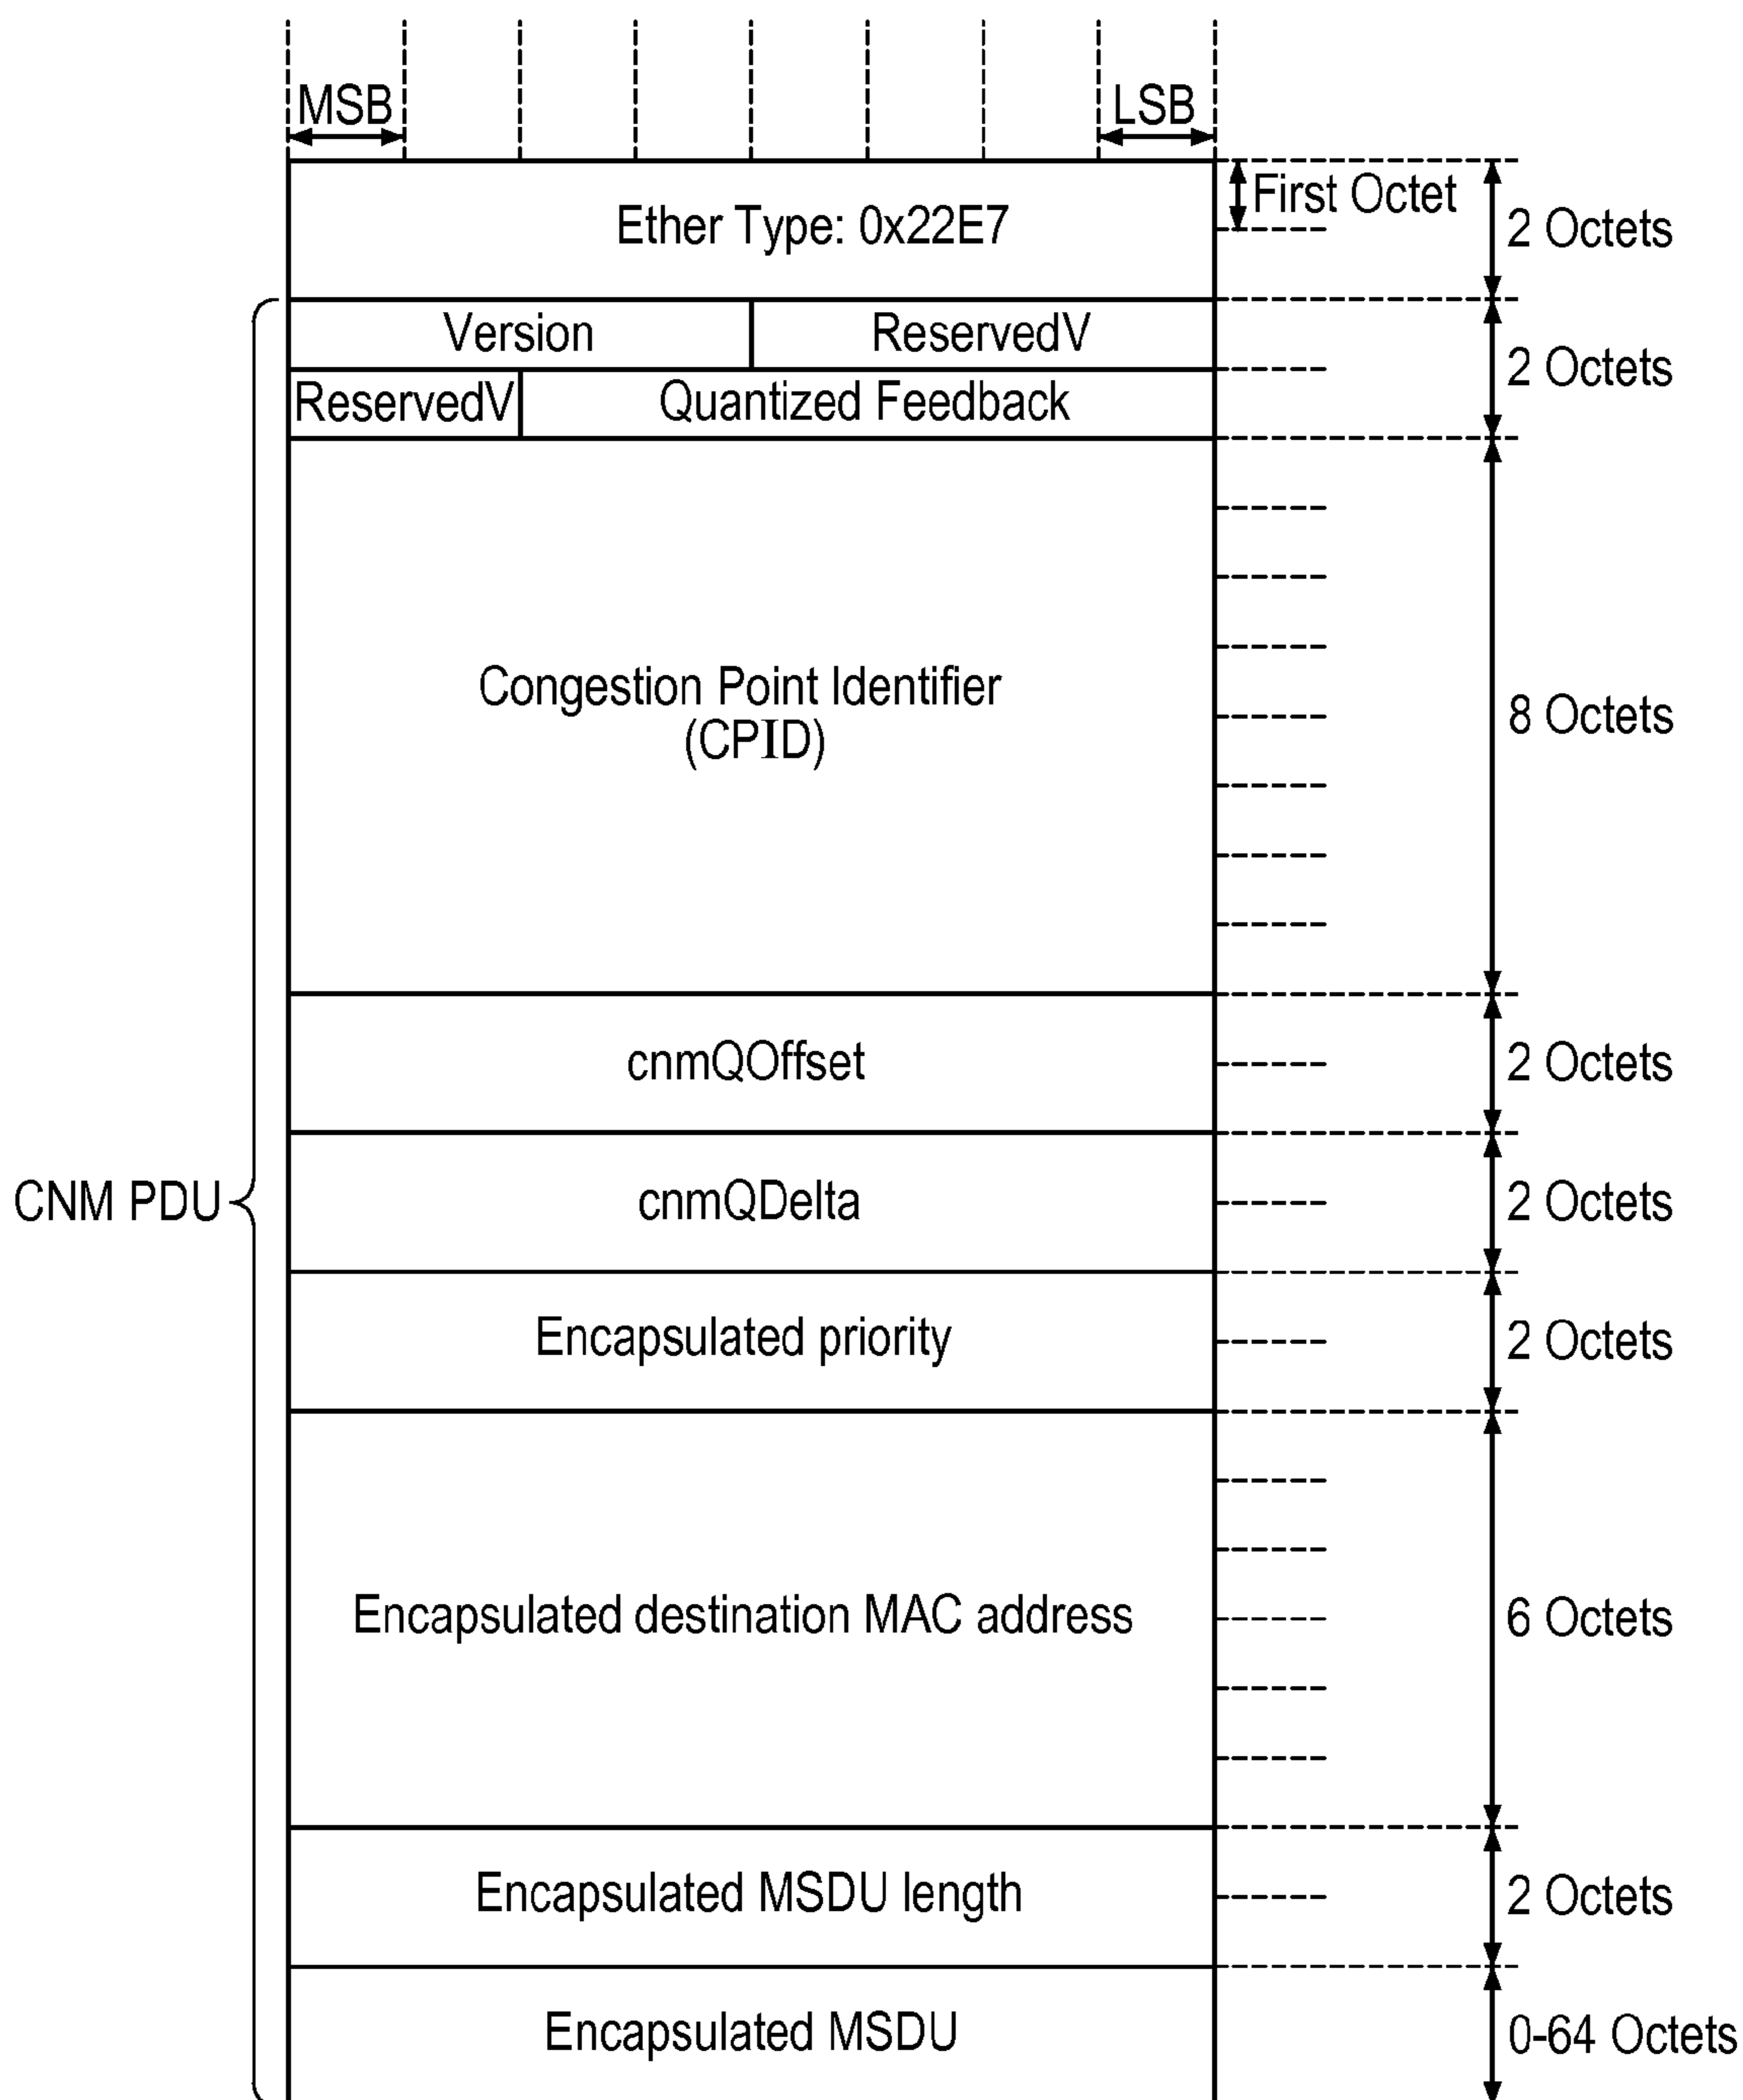 MSB
LSB
First Octet
Ether Type: 0x22E7
2 Octets
Version
ReservedV
2 Octets
ReservedV
Quantized Feedback
Congestion Point Identifier
(CPID)
8 Octets
cnmQOffset
2 Octets
CNM PDU
cnmQDelta
2 Octets
Encapsulated priority
2 Octets
Encapsulated destination MAC address
6 Octets
Encapsulated MSDU length
2 Octets
Encapsulated MSDU
0-64 Octets